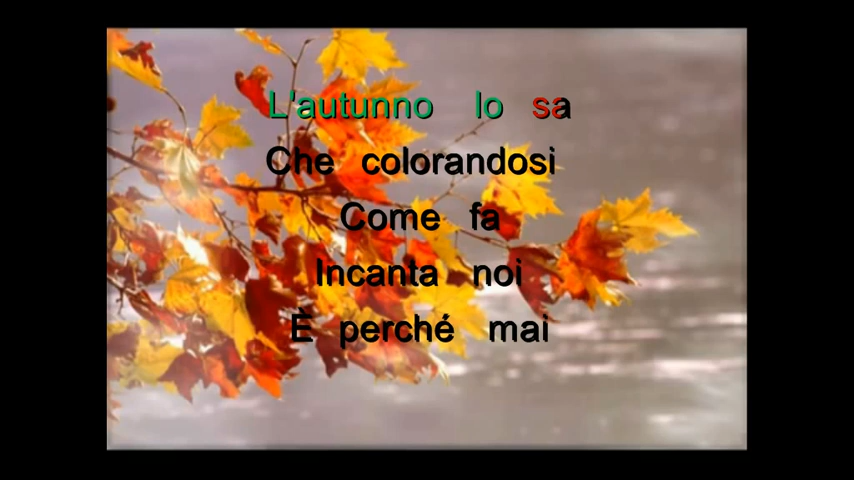 L'autunno lo sa
Che colorandosi
Come fa
Incanta noi
È perché mai